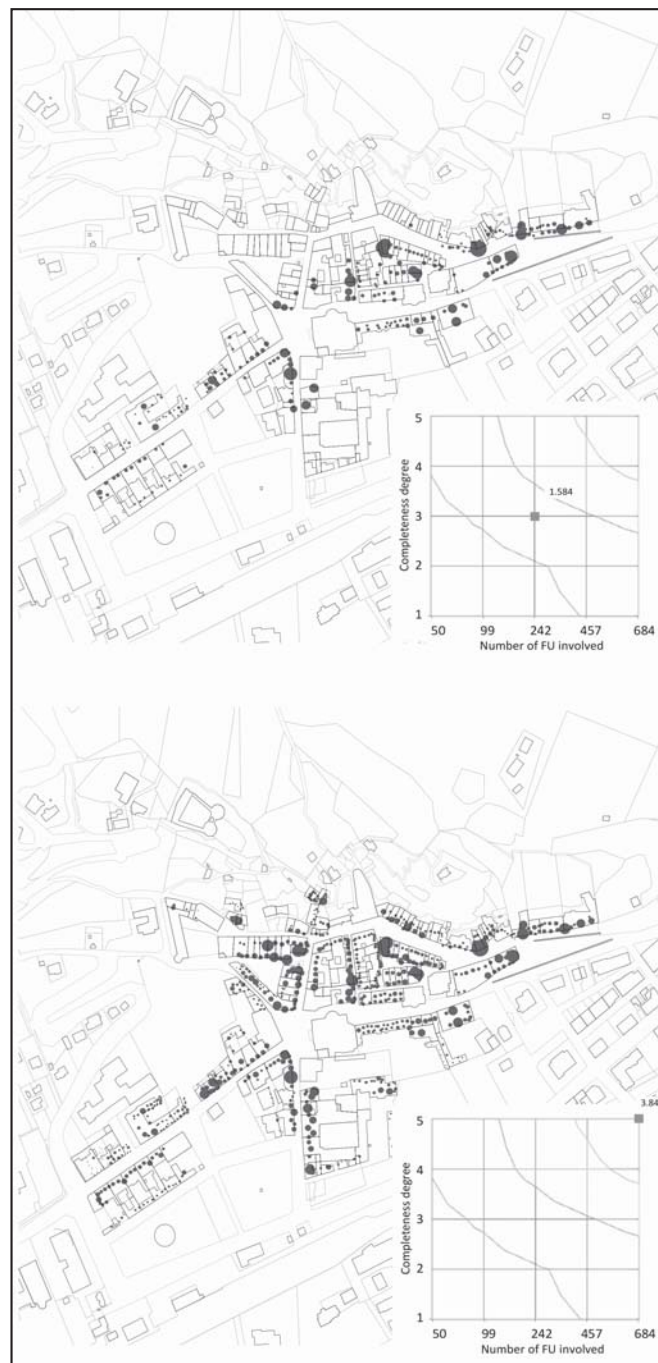 5
4
3
2
1
Completeness degree
1.584
50 99 242 457 684
Number of FU involved
3.84
5
4
3
2
1
Completeness degree
50 99 242 457 684
Number of FU involved